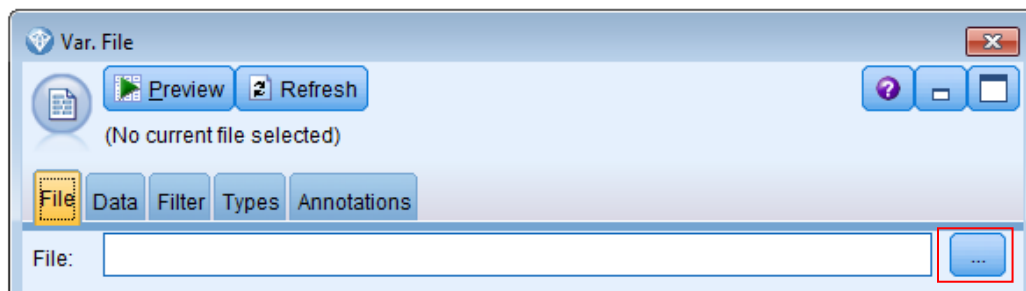 Var. File
Preview Refresh
(No current file selected)
File Data Filter Types Annotations
File: ...